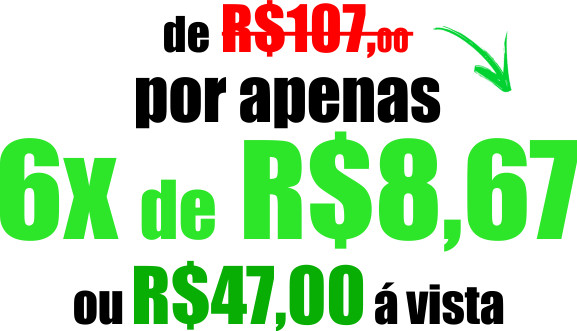 de R$107,00
por apenas
6x de R$8,67
ou R$47,00 á vista